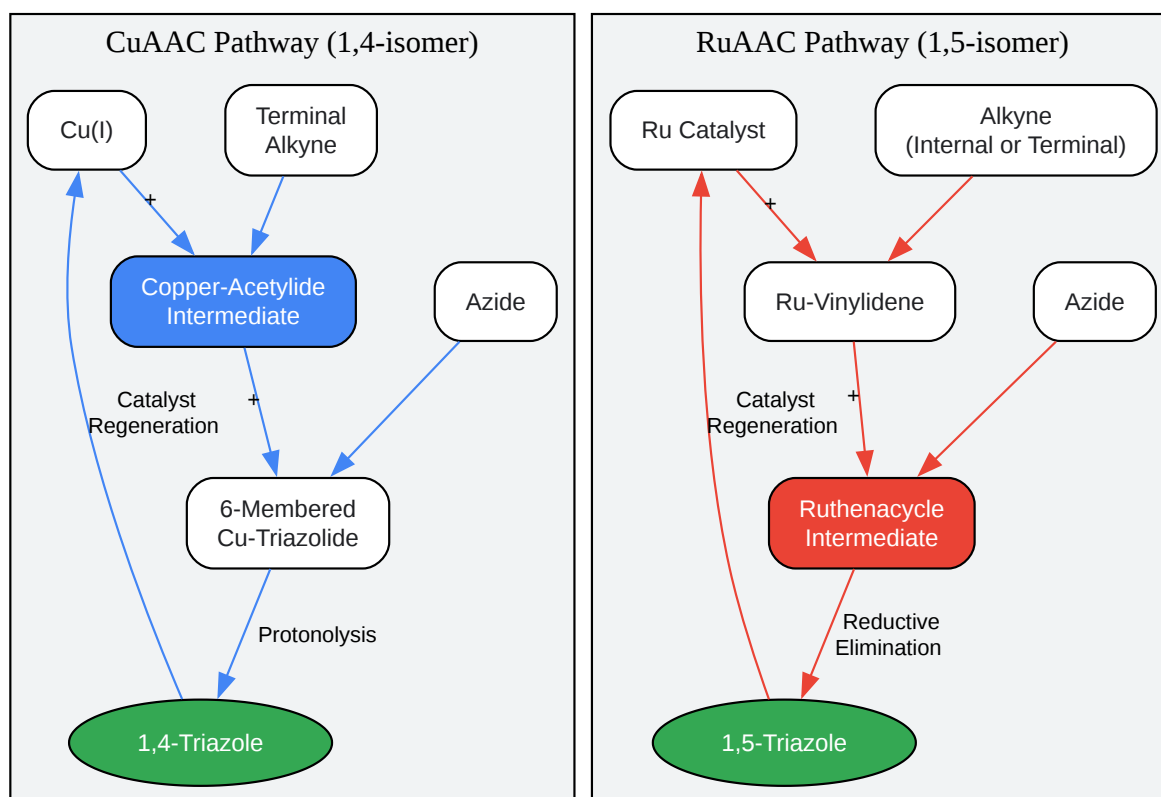 CuAAC Pathway (1,4-isomer)
Cu(I)
Terminal
Alkyne
+
Copper-Acetylide
Intermediate
Azide
Catalyst
Regeneration
+
6-Membered
Cu-Triazolide
Protonolysis
1,4-Triazole
RuAAC Pathway (1,5-isomer)
Ru Catalyst
Alkyne
(Internal or Terminal)
+
Ru-Vinylidene
Azide
Catalyst
Regeneration
+
Ruthenacycle
Intermediate
Reductive
Elimination
1,5-Triazole